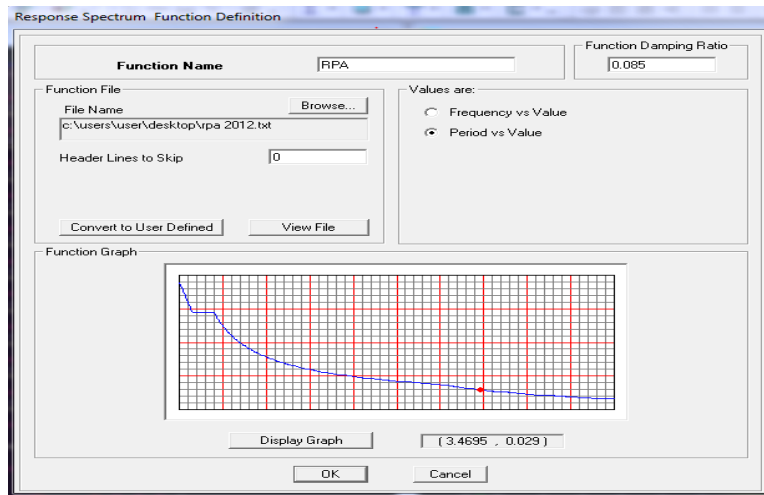 Response Spectrum Function Definition
Function Name
RPA
Function Damping Ratio
0.085
Function File
File Name
Browse...
c:\users\user\desktop\rpa 2012.txt
Header Lines to Skip
0
Convert to User Defined
View File
Values are:
Frequency vs Value
Period vs Value
Function Graph
Display Graph
( 3.4695 , 0.029 )
OK
Cancel